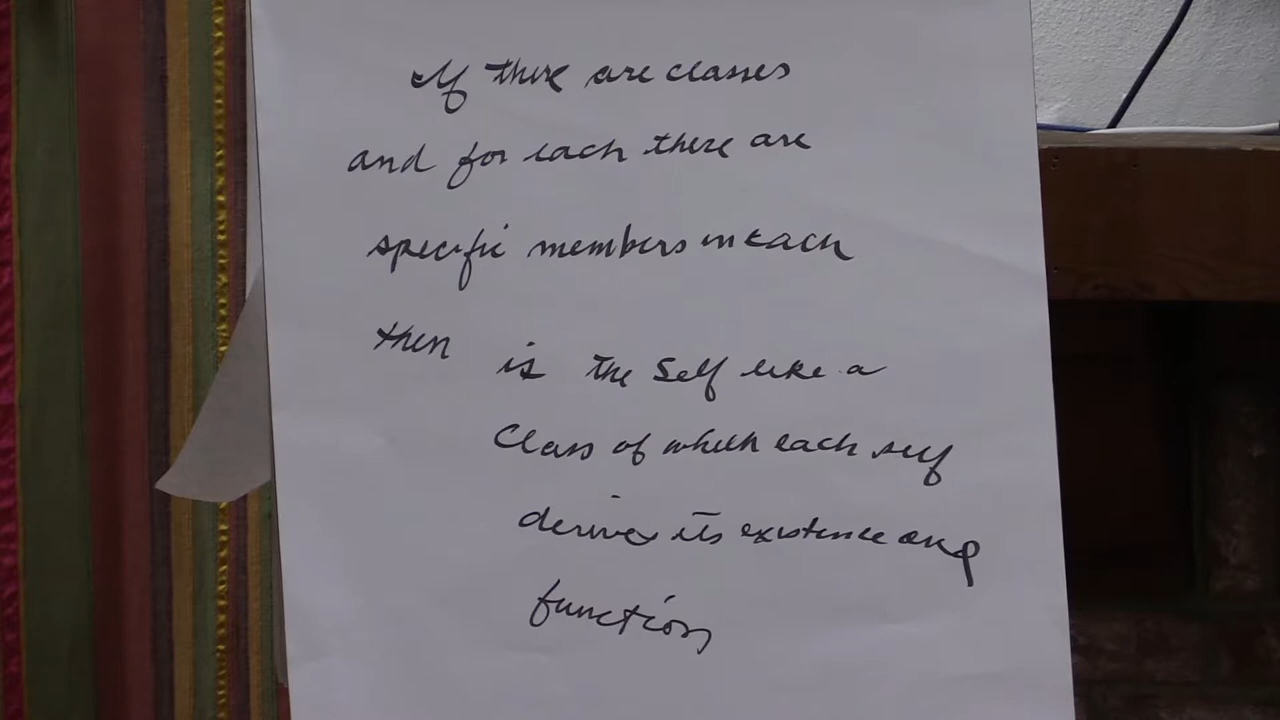 If there are classes
and for each there are
specific members in each
then is the Self like a
Class of which each self
derives its existence and
function